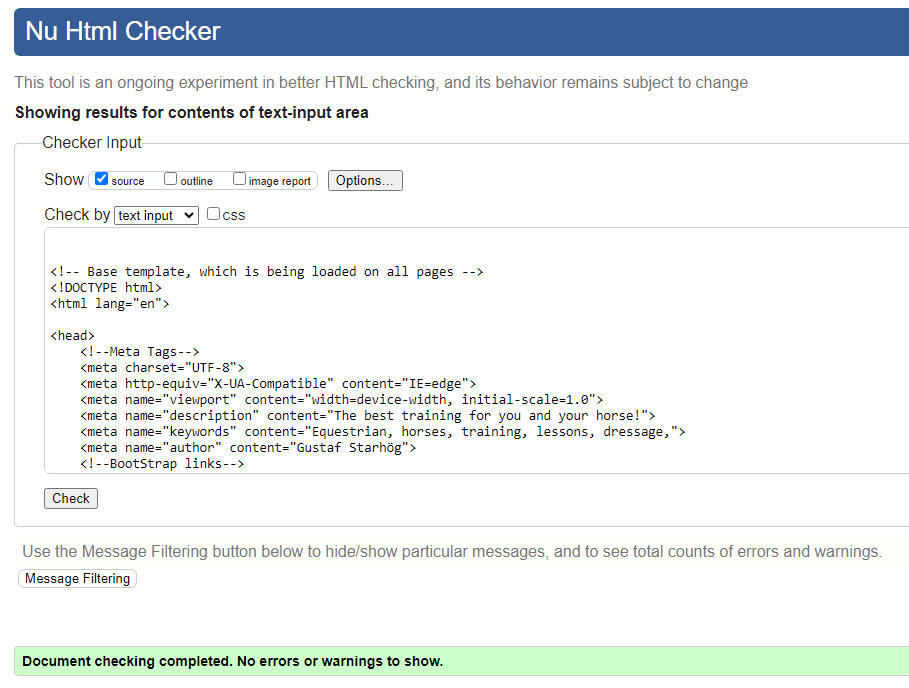 Nu Html Checker
This tool is an ongoing experiment in better HTML checking, and its behavior remains subject to change
Showing results for contents of text-input area
Checker Input
Show source outline image report Options...
Check by text input css
<!-- Base template, which is being loaded on all pages -->
<!DOCTYPE html>
<html lang="en">
<head>
<!--Meta Tags-->
<meta charset="UTF-8">
<meta http-equiv="X-UA-Compatible" content="IE=edge">
<meta name="viewport" content="width=device-width, initial-scale=1.0">
<meta name="description" content="The best training for you and your horse!">
<meta name="keywords" content="Equestrian, horses, training, lessons, dressage,">
<meta name="author" content="Gustaf Starhög">
<!--BootStrap links-->
Check
Use the Message Filtering button below to hide/show particular messages, and to see total counts of errors and warnings.
Message Filtering
Document checking completed. No errors or warnings to show.